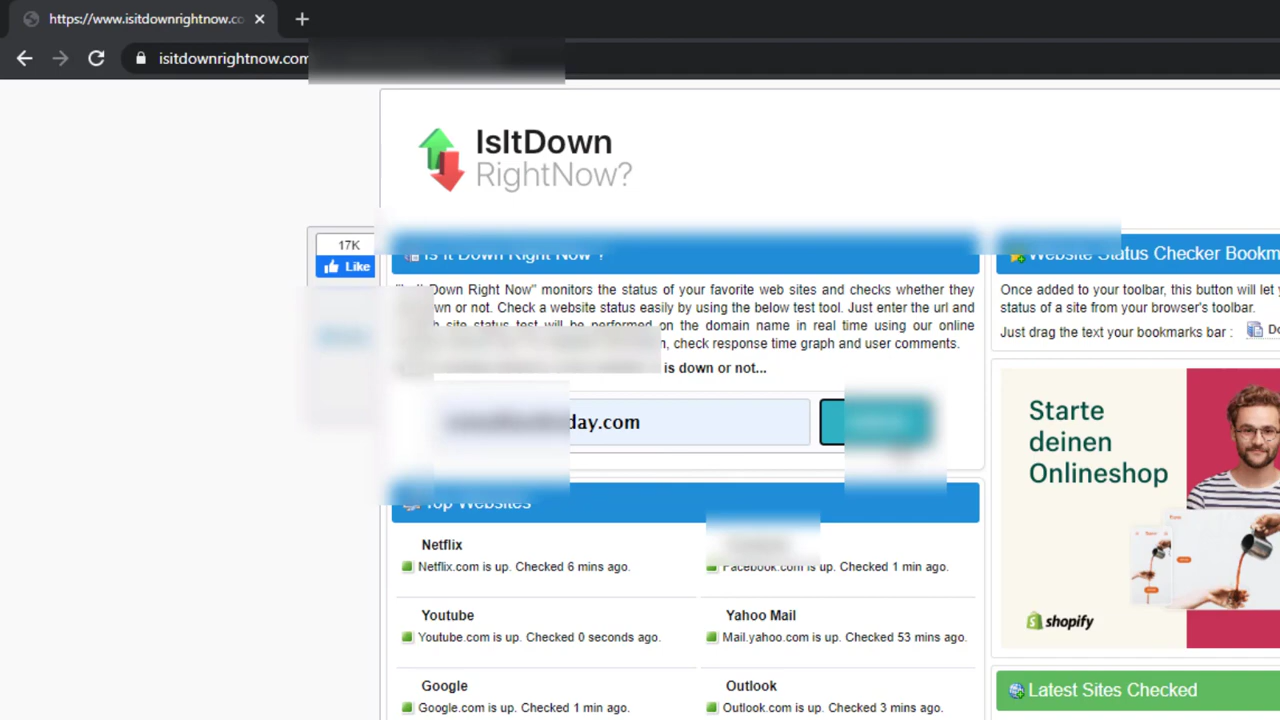 https://www.isitdownrightnow.co
isitdownrightnow.com
IsItDown
RightNow?
17K
Like
Is It Down Right Now ?
Website Status Checker Bookm
Down Right Now" monitors the status of your favorite web sites and checks whether they
own or not. Check a website status easily by using the below test tool. Just enter the url and
site status test will be performed on the domain name in real time using our online
check response time graph and user comments.
is down or not...
Once added to your toolbar, this button will let
status of a site from your browser's toolbar.
Just drag the text your bookmarks bar : Do
day.com
Starte
deinen
Onlineshop
shopify
Top Websites
Netflix
Netflix.com is up. Checked 6 mins ago.
Facebook.com is up. Checked 1 min ago.
Youtube
Youtube.com is up. Checked 0 seconds ago.
Yahoo Mail
Mail.yahoo.com is up. Checked 53 mins ago.
Google
Google.com is up. Checked 1 min ago.
Outlook
Outlook.com is up. Checked 3 mins ago.
Latest Sites Checked